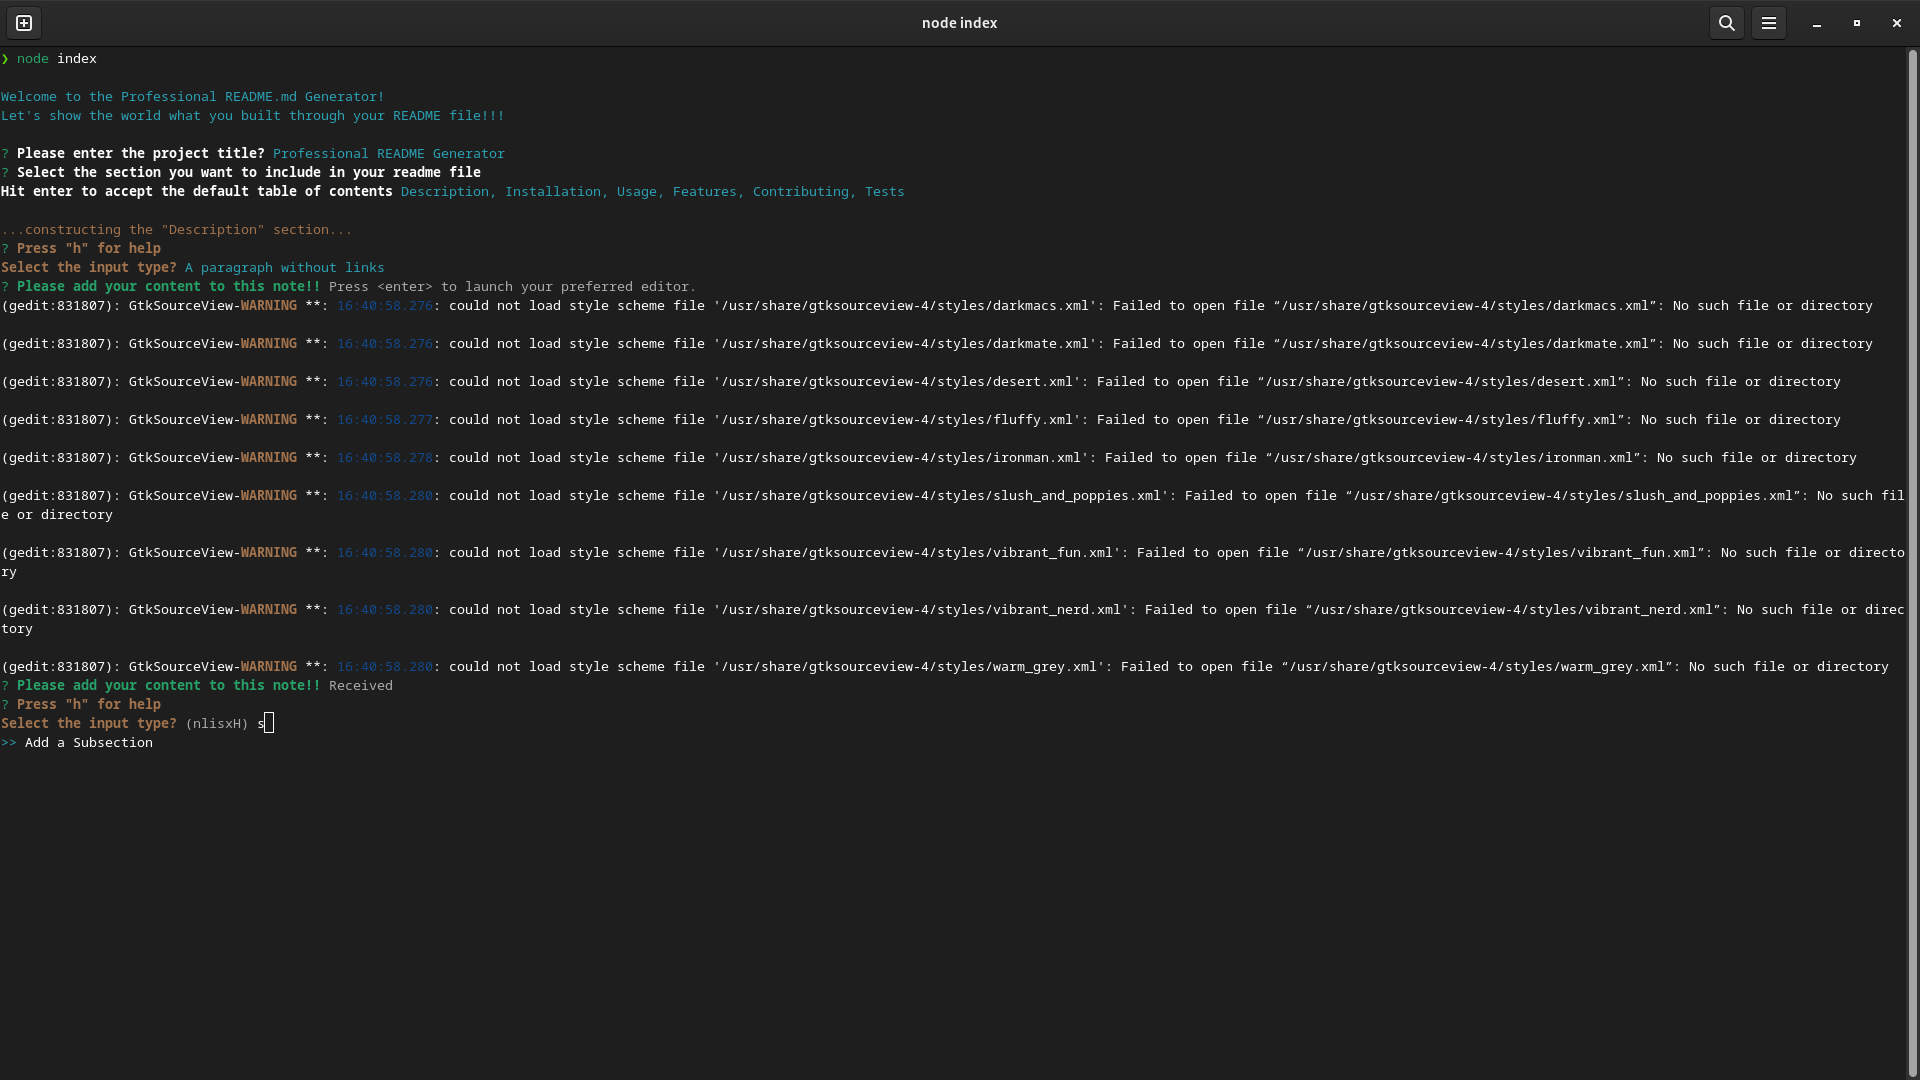 node index
❯ node index
Welcome to the Professional README.md Generator!
Let's show the world what you built through your README file!!!
? Please enter the project title? Professional README Generator
? Select the section you want to include in your readme file
Hit enter to accept the default table of contents Description, Installation, Usage, Features, Contributing, Tests
...constructing the "Description" section...
? Press "h" for help
Select the input type? A paragraph without links
? Please add your content to this note!! Press <enter> to launch your preferred editor.
(gedit:831807): GtkSourceView-WARNING **: 16:40:58.276: could not load style scheme file '/usr/share/gtksourceview-4/styles/darkmacs.xml': Failed to open file “/usr/share/gtksourceview-4/styles/darkmacs.xml”: No such file or directory
(gedit:831807): GtkSourceView-WARNING **: 16:40:58.276: could not load style scheme file '/usr/share/gtksourceview-4/styles/darkmate.xml': Failed to open file “/usr/share/gtksourceview-4/styles/darkmate.xml”: No such file or directory
(gedit:831807): GtkSourceView-WARNING **: 16:40:58.276: could not load style scheme file '/usr/share/gtksourceview-4/styles/desert.xml': Failed to open file “/usr/share/gtksourceview-4/styles/desert.xml”: No such file or directory
(gedit:831807): GtkSourceView-WARNING **: 16:40:58.277: could not load style scheme file '/usr/share/gtksourceview-4/styles/fluffy.xml': Failed to open file “/usr/share/gtksourceview-4/styles/fluffy.xml”: No such file or directory
(gedit:831807): GtkSourceView-WARNING **: 16:40:58.278: could not load style scheme file '/usr/share/gtksourceview-4/styles/ironman.xml': Failed to open file “/usr/share/gtksourceview-4/styles/ironman.xml”: No such file or directory
(gedit:831807): GtkSourceView-WARNING **: 16:40:58.280: could not load style scheme file '/usr/share/gtksourceview-4/styles/slush_and_poppies.xml': Failed to open file “/usr/share/gtksourceview-4/styles/slush_and_poppies.xml”: No such fil
e or directory
(gedit:831807): GtkSourceView-WARNING **: 16:40:58.280: could not load style scheme file '/usr/share/gtksourceview-4/styles/vibrant_fun.xml': Failed to open file “/usr/share/gtksourceview-4/styles/vibrant_fun.xml”: No such file or directo
ry
(gedit:831807): GtkSourceView-WARNING **: 16:40:58.280: could not load style scheme file '/usr/share/gtksourceview-4/styles/vibrant_nerd.xml': Failed to open file “/usr/share/gtksourceview-4/styles/vibrant_nerd.xml”: No such file or direc
tory
(gedit:831807): GtkSourceView-WARNING **: 16:40:58.280: could not load style scheme file '/usr/share/gtksourceview-4/styles/warm_grey.xml': Failed to open file “/usr/share/gtksourceview-4/styles/warm_grey.xml”: No such file or directory
? Please add your content to this note!! Received
? Press "h" for help
Select the input type? (nlisxH) s
>> Add a Subsection